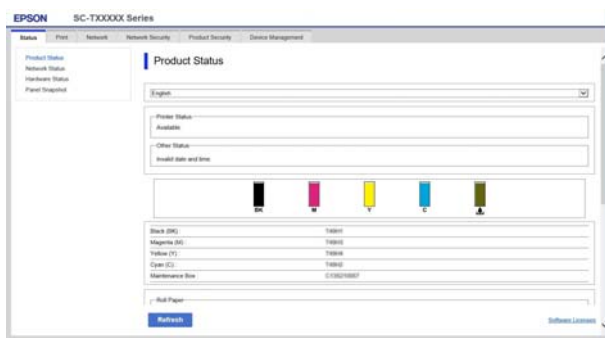 EPSON SC-TXXXXX Series
Status Print Network Network Security Product Security Device Management
Product Status
Network Status
Hardware Status
Panel Snapshot
Product Status
English
Printer Status
Available
Other Status
Invalid date and time
BK M Y C
Black (BK) :
Magenta (M) :
Yellow (Y) :
Cyan (C) :
Maintenance Box :
Roll Paper
Refresh
Software Licenses